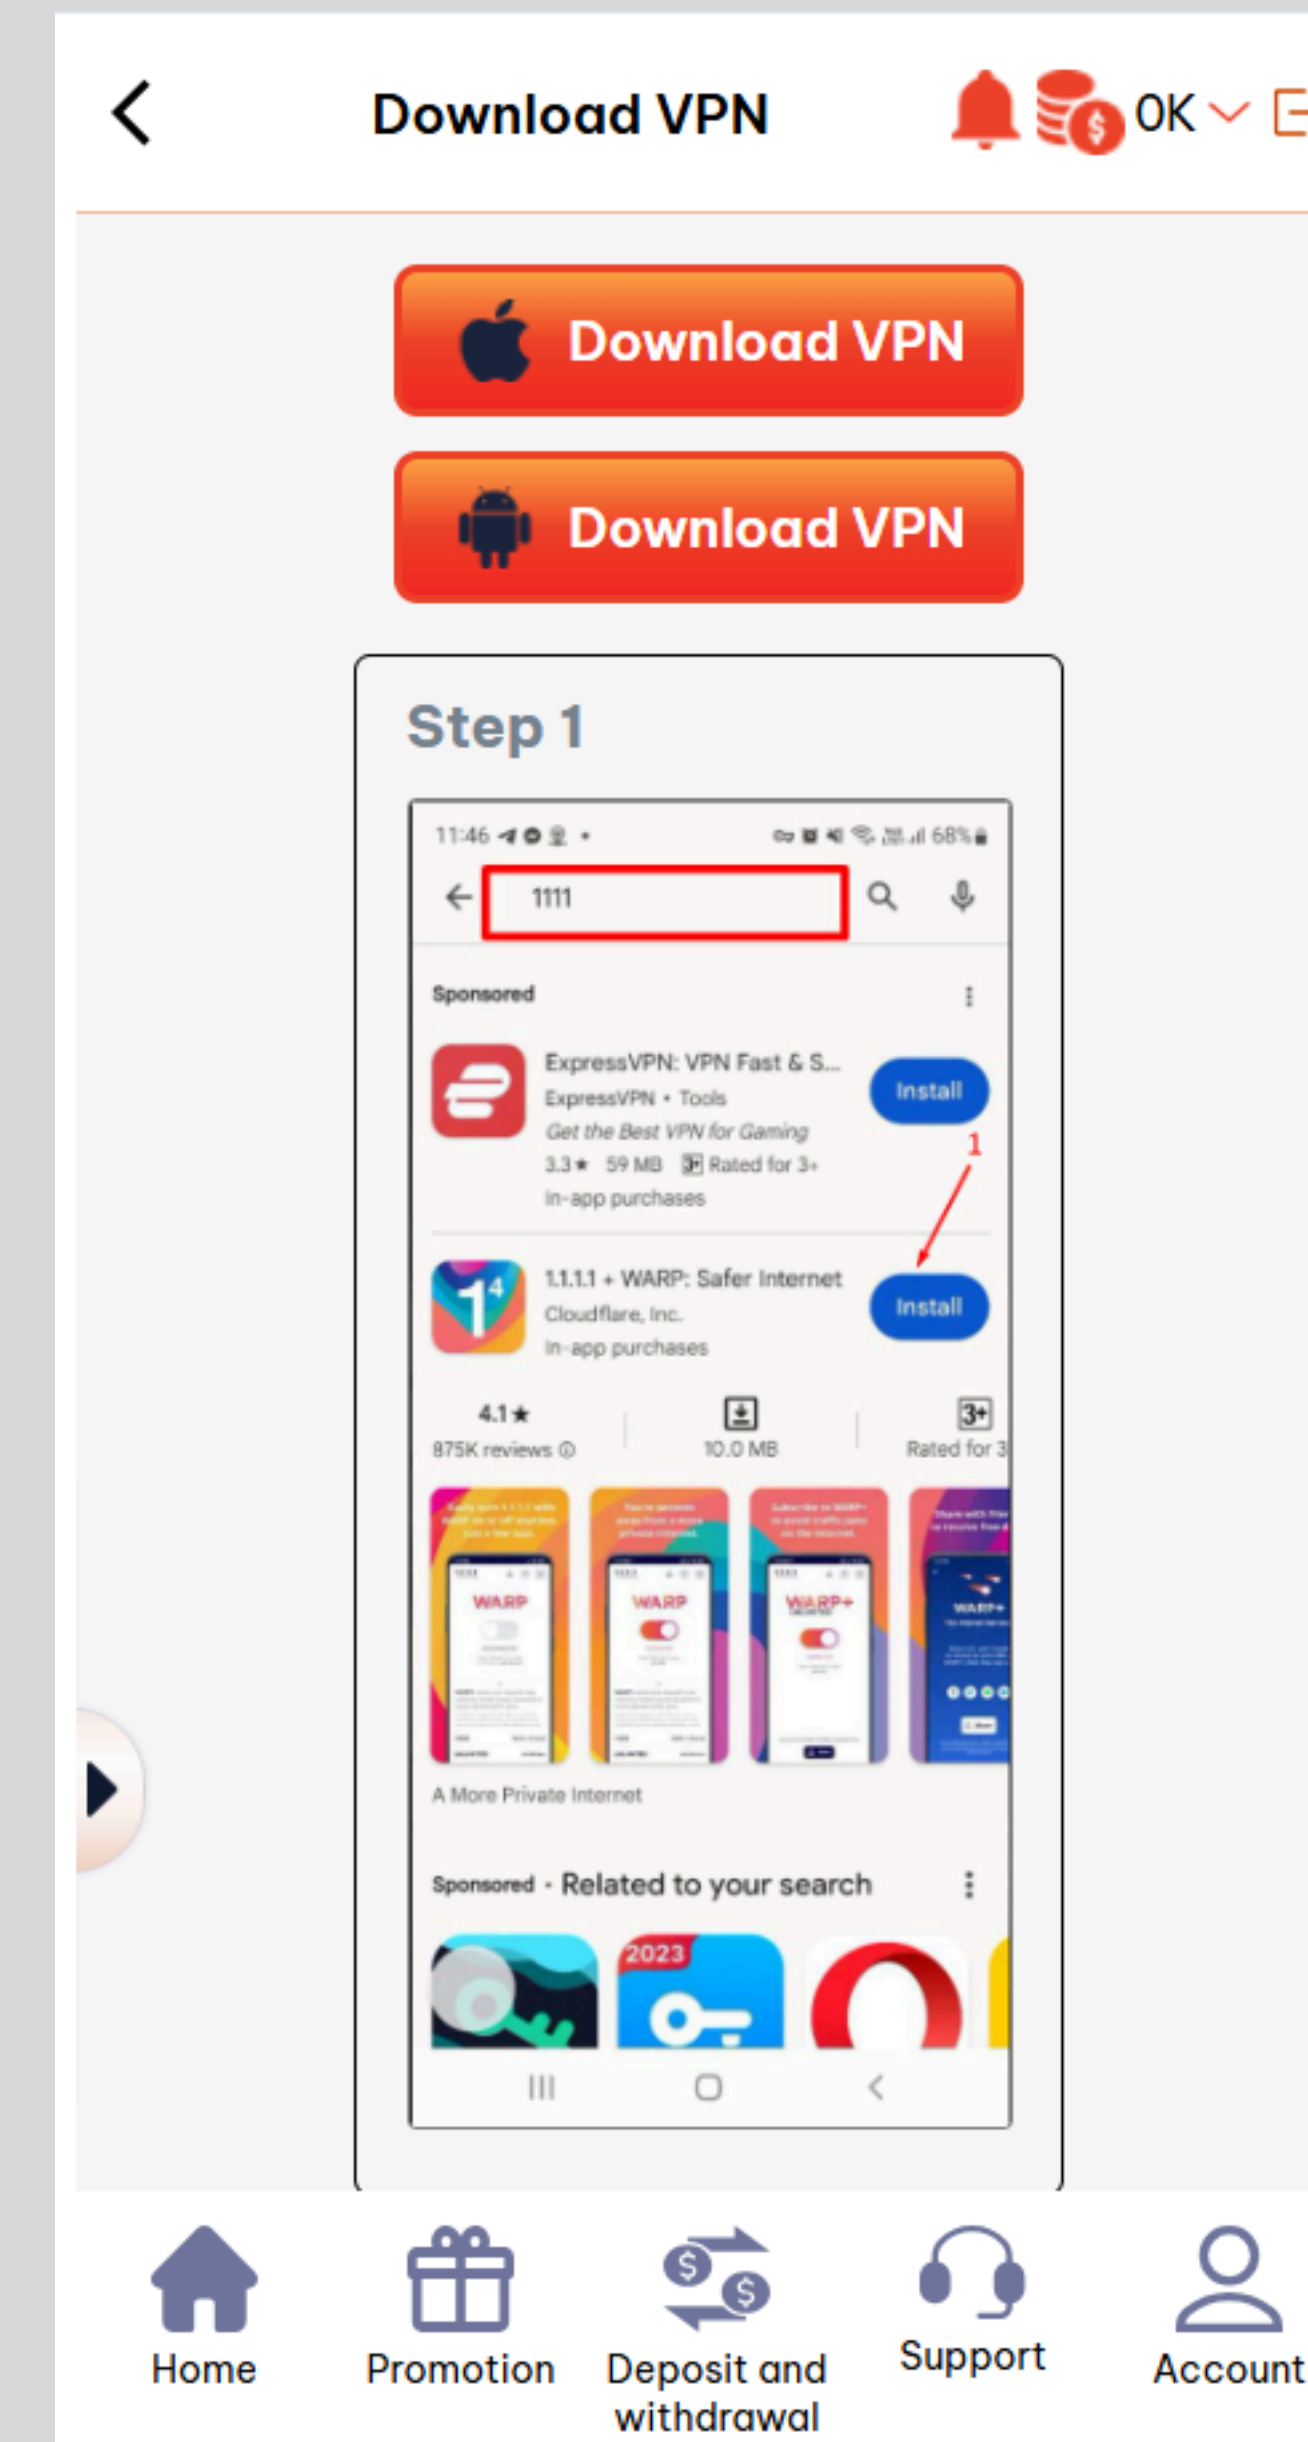 Download VPN
0K
Download VPN
Download VPN
Step 1
11:46
68%
1111
Sponsored
ExpressVPN: VPN Fast & S...
ExpressVPN • Tools
Install
Get the Best VPN for Gaming
1
3.3★ 59 MB 3+ Rated for 3+
In-app purchases
1.1.1.1 + WARP: Safer Internet
Cloudflare, Inc.
Install
In-app purchases
4.1★
3+
875K reviews
10.0 MB
Rated for 3
WARP
WARP
WARP+
WARP+
A More Private Internet
Sponsored • Related to your search
2023
Home
Promotion
Deposit and
withdrawal
Support
Account